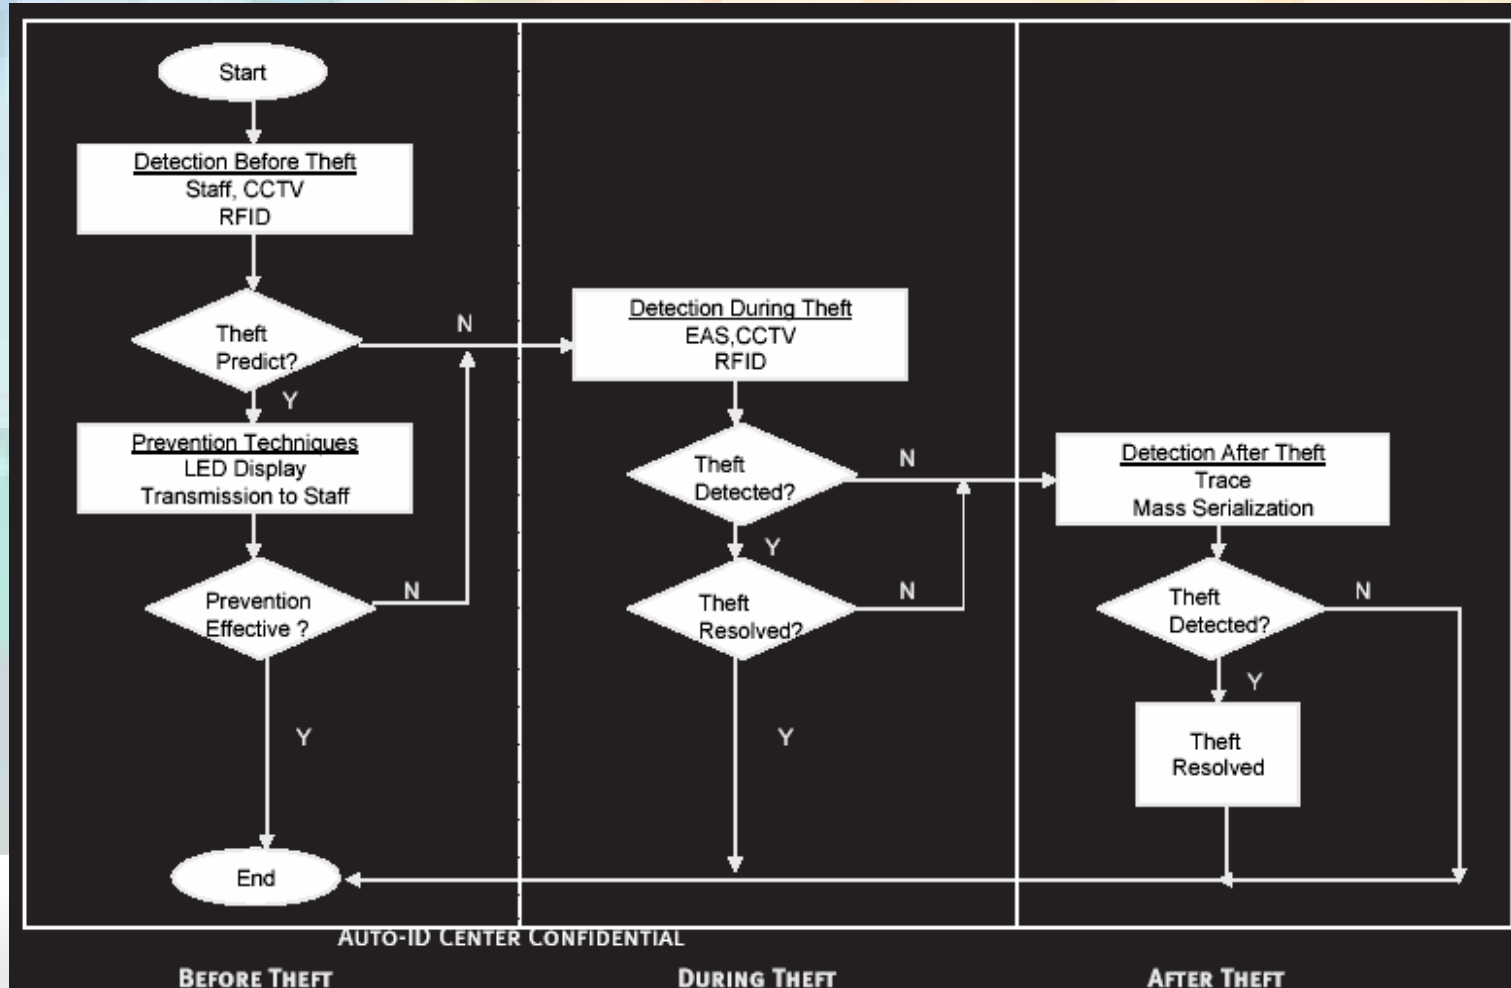 Start
Detection Before Theft
Staff, CCTV
RFID
Theft
Predict?
N
Y
Prevention Techniques
LED Display
Transmission to Staff
Prevention
Effective ?
N
Y
End
Detection During Theft
EAS,CCTV
RFID
Theft
Detected?
N
Y
Theft
Resolved?
N
Y
Detection After Theft
Trace
Mass Serialization
Theft
Detected?
N
Y
Theft
Resolved
AUTO-ID CENTER CONFIDENTIAL
BEFORE THEFT
DURING THEFT
AFTER THEFT